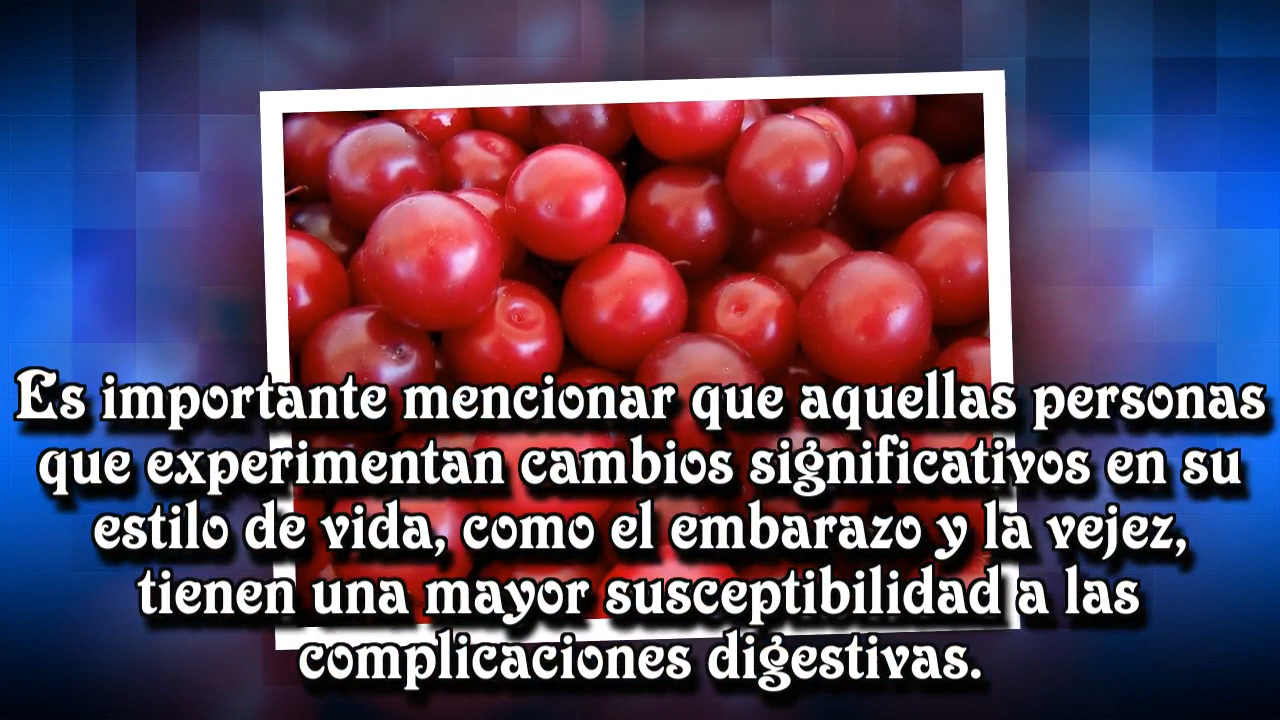 Es importante mencionar que aquellas personas
que experimentan cambios significativos en su
estilo de vida, como el embarazo y la vejez,
tienen una mayor susceptibilidad a las
complicaciones digestivas.